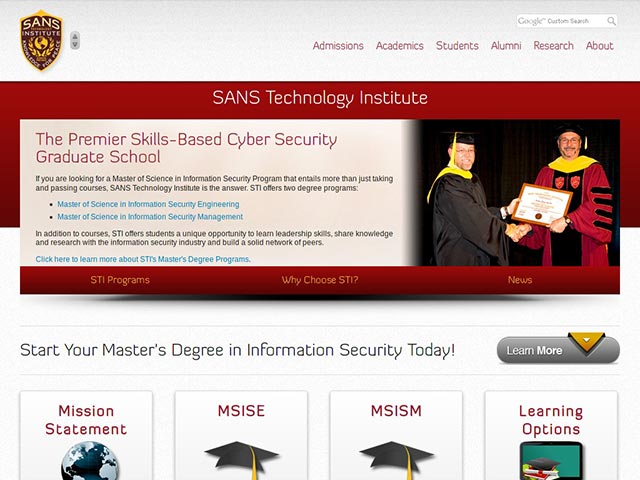 SANS
TECHNOLOGY
INSTITUTE
KNOWLEDGE FOR PEACE
Google™ Custom Search
Admissions Academics Students Alumni Research About
SANS Technology Institute
The Premier Skills-Based Cyber Security
Graduate School
If you are looking for a Master of Science in Information Security Program that entails more than just taking
and passing courses, SANS Technology Institute is the answer. STI offers two degree programs:
Master of Science in Information Security Engineering
Master of Science in Information Security Management
In addition to courses, STI offers students a unique opportunity to learn leadership skills, share knowledge
and research with the information security industry and build a solid network of peers.
Click here to learn more about STI's Master's Degree Programs.
STI Programs Why Choose STI? News
Start Your Master's Degree in Information Security Today!
Learn More
Mission
Statement
MSISE
MSISM
Learning
Options